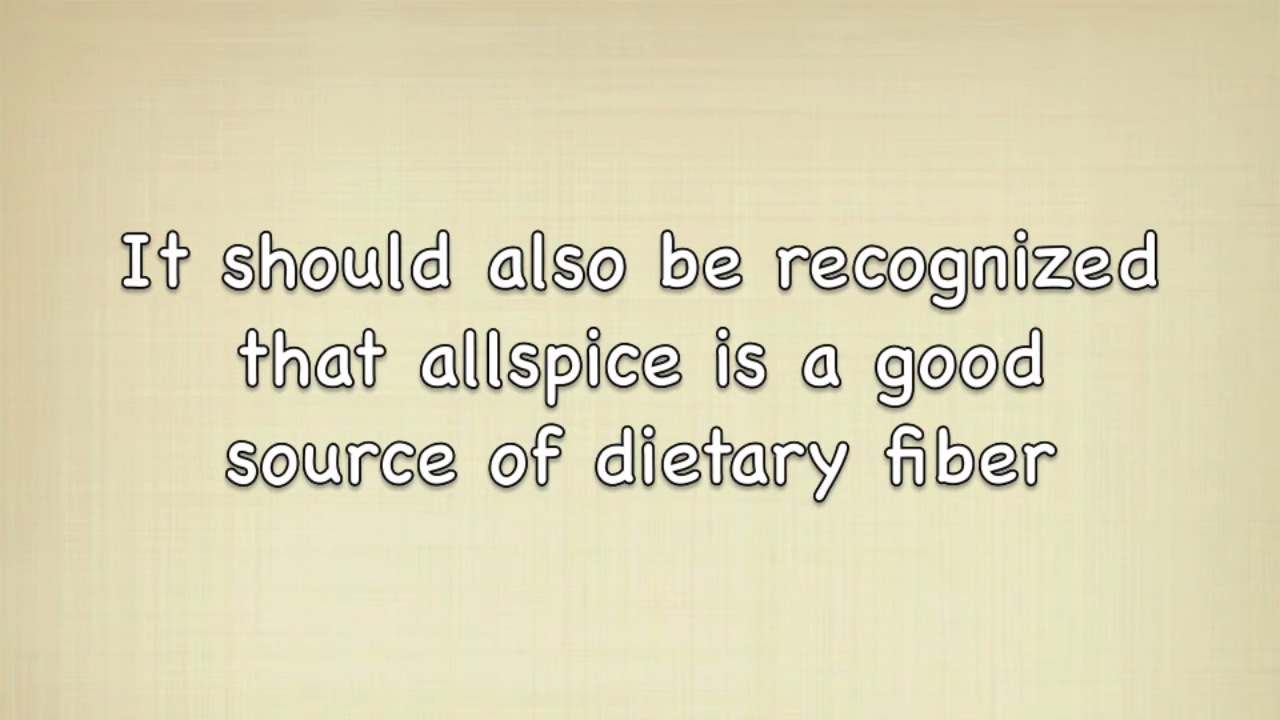 It should also be recognized
that allspice is a good
source of dietary fiber